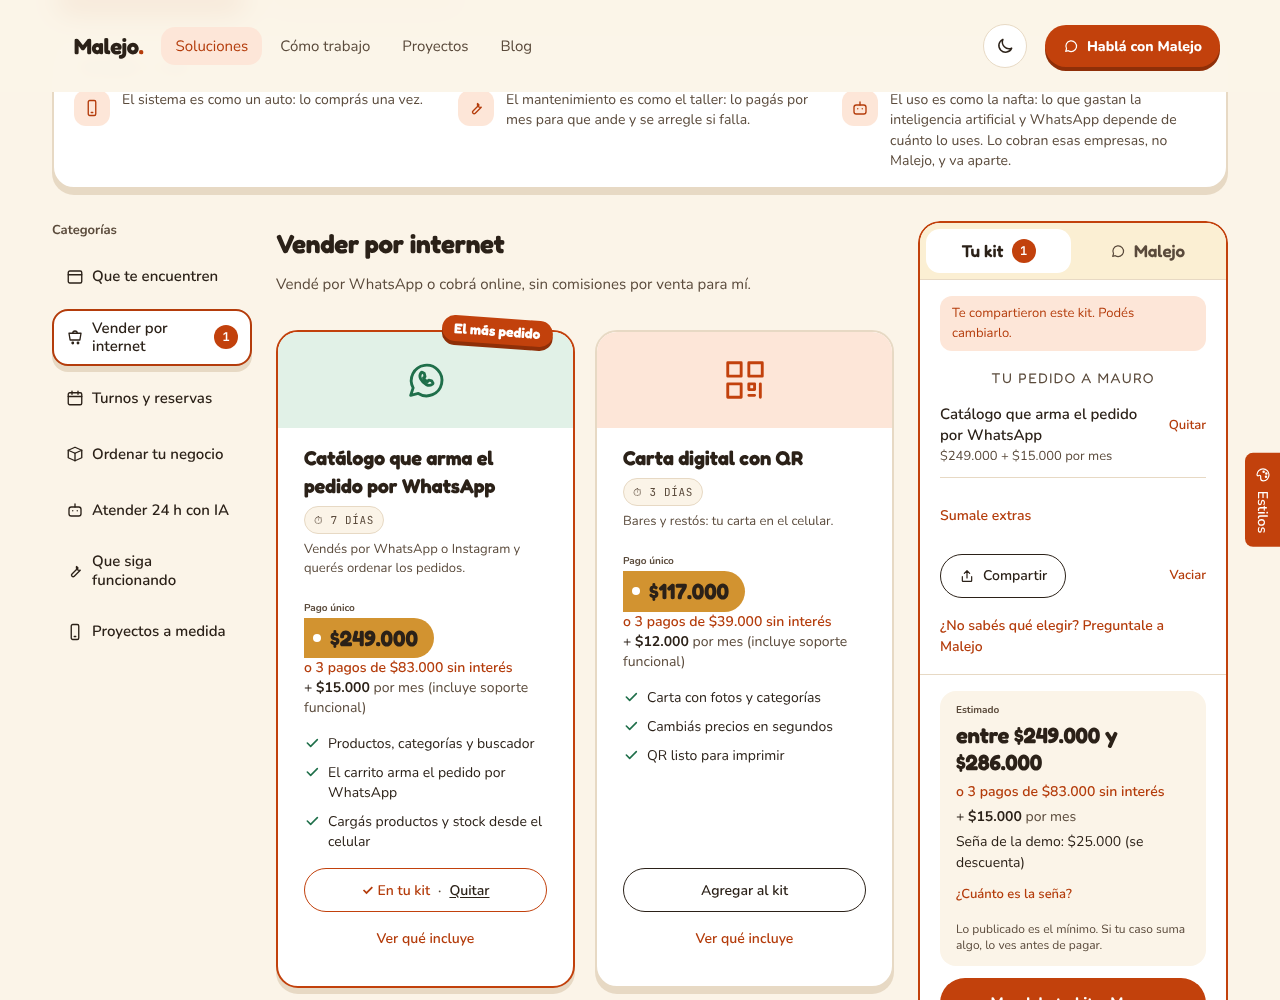 Malejo.
Soluciones
Cómo trabajo
Proyectos
Blog
Hablá con Malejo
El sistema es como un auto: lo comprás una vez.
El mantenimiento es como el taller: lo pagás por
mes para que ande y se arregle si falla.
El uso es como la nafta: lo que gastan la
inteligencia artificial y WhatsApp depende de
cuánto lo uses. Lo cobran esas empresas, no
Malejo, y va aparte.
Categorías
Que te encuentren
Vender por
internet
1
Turnos y reservas
Ordenar tu negocio
Atender 24 h con IA
Que siga
funcionando
Proyectos a medida
Vender por internet
Vendé por WhatsApp o cobrá online, sin comisiones por venta para mí.
El más pedido
Catálogo que arma el
pedido por WhatsApp
7 DÍAS
Vendés por WhatsApp o Instagram y
querés ordenar los pedidos.
Pago único
$249.000
o 3 pagos de $83.000 sin interés
+ $15.000 por mes (incluye soporte
funcional)
Productos, categorías y buscador
El carrito arma el pedido por
WhatsApp
Cargás productos y stock desde el
celular
✓ En tu kit · Quitar
Ver qué incluye
Carta digital con QR
3 DÍAS
Bares y restós: tu carta en el celular.
Pago único
$117.000
o 3 pagos de $39.000 sin interés
+ $12.000 por mes (incluye soporte
funcional)
Carta con fotos y categorías
Cambiás precios en segundos
QR listo para imprimir
Agregar al kit
Ver qué incluye
Tu kit 1
Malejo
Te compartieron este kit. Podés
cambiarlo.
TU PEDIDO A MAURO
Catálogo que arma el pedido
por WhatsApp
Quitar
$249.000 + $15.000 por mes
Sumale extras
Compartir
Vaciar
¿No sabés qué elegir? Preguntale a
Malejo
Estimado
entre $249.000 y
$286.000
o 3 pagos de $83.000 sin interés
+ $15.000 por mes
Seña de la demo: $25.000 (se
descuenta)
¿Cuánto es la seña?
Lo publicado es el mínimo. Si tu caso suma
algo, lo ves antes de pagar.
Estilos